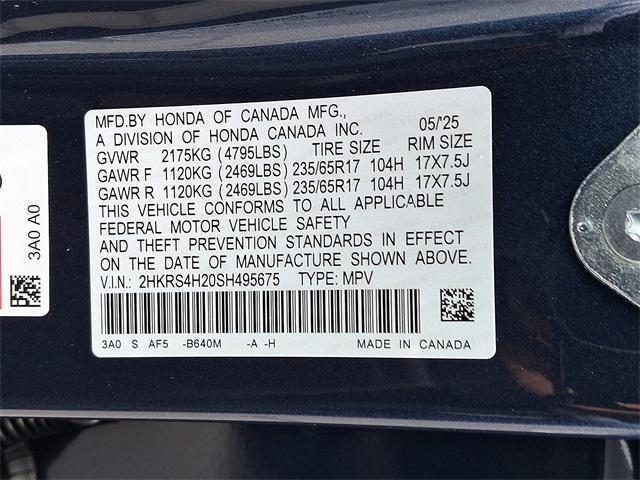 MFD.BY HONDA OF CANADA MFG.,
A DIVISION OF HONDA CANADA INC. 05/'25
GVWR 2175KG (4795LBS) TIRE SIZE RIM SIZE
GAWR F 1120KG (2469LBS) 235/65R17 104H 17X7.5J
GAWR R 1120KG (2469LBS) 235/65R17 104H 17X7.5J
THIS VEHICLE CONFORMS TO ALL APPLICABLE
FEDERAL MOTOR VEHICLE SAFETY
AND THEFT PREVENTION STANDARDS IN EFFECT
ON THE DATE OF MANUFACTURE SHOWN ABOVE.
V.I.N.: 2HKRS4H20SH495675 TYPE: MPV
3A0 S AF5 -B640M -A -H MADE IN CANADA
3A0 A0